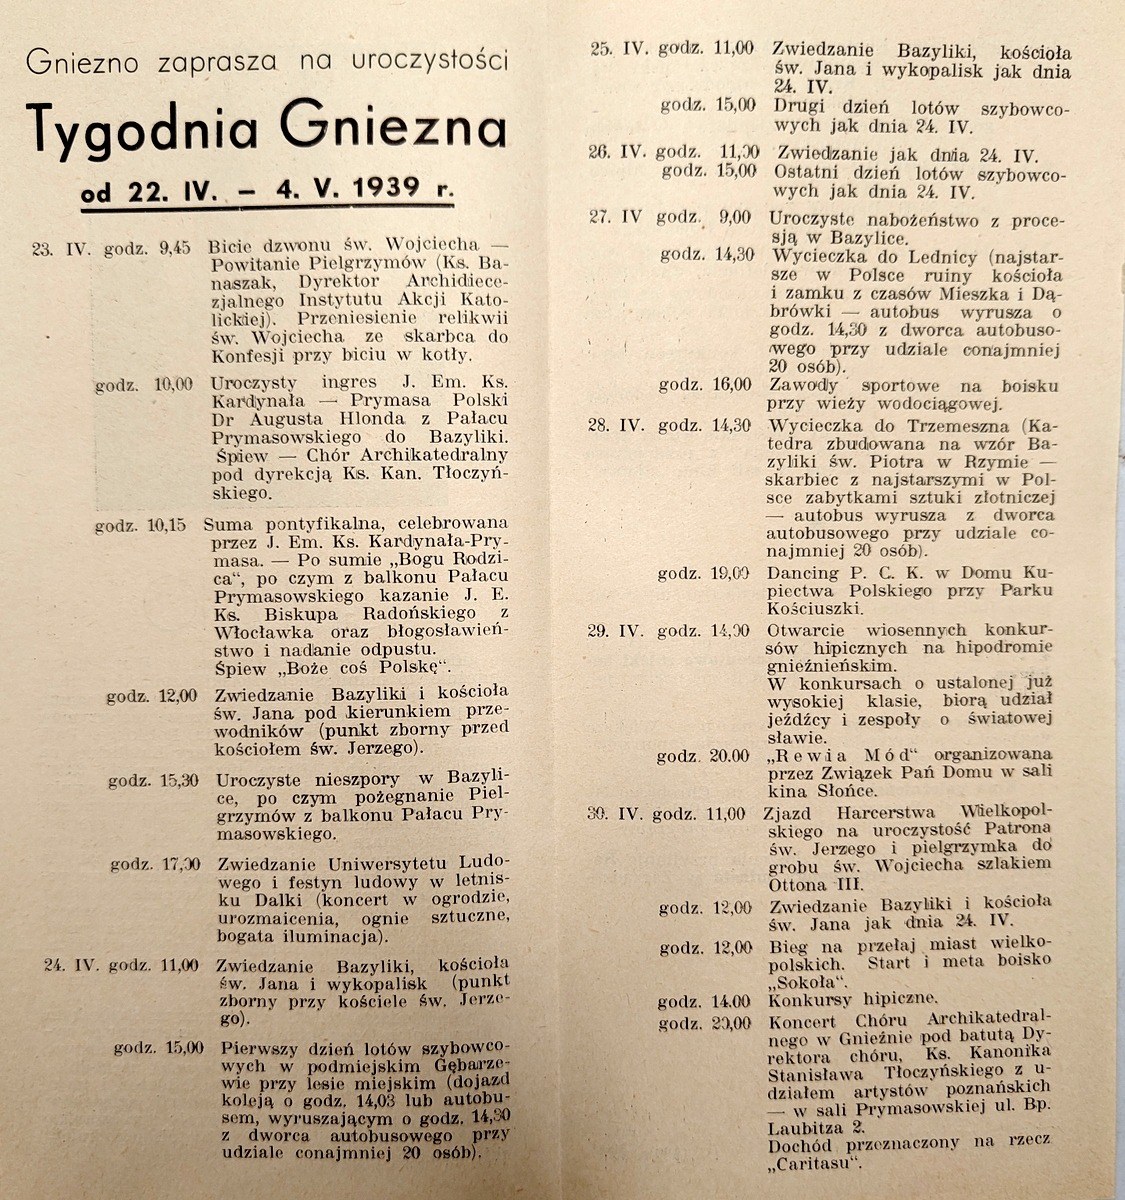 Gniezno zaprasza na uroczystości
Tygodnia Gniezna
od 22. IV. – 4. V. 1939 r.
23. IV. godz. 9,45 Bicie dzwonu św. Wojciecha —
Powitanie Pielgrzymów (Ks. Ba-
naszak, Dyrektor Archidiece-
zjalnego Instytutu Akcji Kato-
lickiej). Przeniesienie relikwii
św. Wojciecha ze skarbca do
Konfesji przy biciu w kotły.
godz. 10,00 Uroczysty ingres J. Em. Ks.
Kardynała — Prymasa Polski
Dr Augusta Hlonda z Pałacu
Prymasowskiego do Bazyliki.
Śpiew — Chór Archikatedralny
pod dyrekcją Ks. Kan. Tłoczyń-
skiego.
godz. 10,15 Suma pontyfikalna, celebrowana
przez J. Em. Ks. Kardynała-Pry-
masa. — Po sumie „Bogu Rodzi-
ca“, po czym z balkonu Pałacu
Prymasowskiego kazanie J. E.
Ks. Biskupa Radońskiego z
Włocławka oraz błogosławień-
stwo i nadanie odpustu.
Śpiew „Boże coś Polskę“.
godz. 12,00 Zwiedzanie Bazyliki i kościoła
św. Jana pod kierunkiem prze-
wodników (punkt zborny przed
kościołem św. Jerzego).
godz. 15,30 Uroczyste nieszpory w Bazyli-
ce, po czym pożegnanie Piel-
grzymów z balkonu Pałacu Pry-
masowskiego.
godz. 17,00 Zwiedzanie Uniwersytetu Ludo-
wego i festyn ludowy w letnis-
ku Dalki (koncert w ogrodzie,
urozmaicenia, ognie sztuczne,
bogata iluminacja).
24. IV. godz. 11,00 Zwiedzanie Bazyliki, kościoła
św. Jana i wykopalisk (punkt
zborny przy kościele św. Jerze-
go).
godz. 15,00 Pierwszy dzień lotów szybowco-
wych w podmiejskim Gębarze-
wie przy lesie miejskim (dojazd
koleją o godz. 14,03 lub autobu-
sem, wyruszającym o godz. 14,30
z dworca autobusowego przy
udziale conajmniej 20 osób).
25. IV. godz. 11,00 Zwiedzanie Bazyliki, kościoła
św. Jana i wykopalisk jak dnia
24. IV.
godz. 15,00 Drugi dzień lotów szybowco-
wych jak dnia 24. IV.
26. IV. godz. 11,00 Zwiedzanie jak dnia 24. IV.
godz. 15,00 Ostatni dzień lotów szybowco-
wych jak dnia 24. IV.
27. IV godz. 9,00 Uroczyste nabożeństwo z proce-
sją w Bazylice.
godz. 14,30 Wycieczka do Lednicy (najstar-
sze w Polsce ruiny kościoła
i zamku z czasów Mieszka i Dą-
brówki — autobus wyrusza o
godz. 14,30 z dworca autobuso-
wego przy udziale conajmniej
20 osób).
godz. 16,00 Zawody sportowe na boisku
przy wieży wodociągowej.
28. IV. godz. 14,30 Wycieczka do Trzemeszna (Ka-
tedra zbudowana na wzór Ba-
zyliki św. Piotra w Rzymie —
skarbiec z najstarszymi w Pol-
sce zabytkami sztuki złotniczej
— autobus wyrusza z dworca
autobusowego przy udziale co-
najmniej 20 osób).
godz. 19,00 Dancing P. C. K. w Domu Ku-
piectwa Polskiego przy Parku
Kościuszki.
29. IV. godz. 14,00 Otwarcie wiosennych konkur-
sów hipicznych na hipodromie
gnieźnieńskim.
W konkursach o ustalonej już
wysokiej klasie, biorą udział
jeźdźcy i zespoły o światowej
sławie.
godz. 20.00 „Rewia Mód“ organizowana
przez Związek Pań Domu w sali
kina Słońce.
30. IV. godz. 11,00 Zjazd Harcerstwa Wielkopol-
skiego na uroczystość Patrona
św. Jerzego i pielgrzymka do
grobu św. Wojciecha szlakiem
Ottona III.
godz. 12,00 Zwiedzanie Bazyliki i kościoła
św. Jana jak dnia 24. IV.
godz. 12,00 Bieg na przełaj miast wielko-
polskich. Start i meta boisko
„Sokoła“.
godz. 14.00 Konkursy hipiczne.
godz. 20,00 Koncert Chóru Archikatedral-
nego w Gnieźnie pod batutą Dy-
rektora chóru, Ks. Kanonika
Stanisława Tłoczyńskiego z u-
działem artystów poznańskich
— w sali Prymasowskiej ul. Bp.
Laubitza 2.
Dochód przeznaczony na rzecz
„Caritasu“.